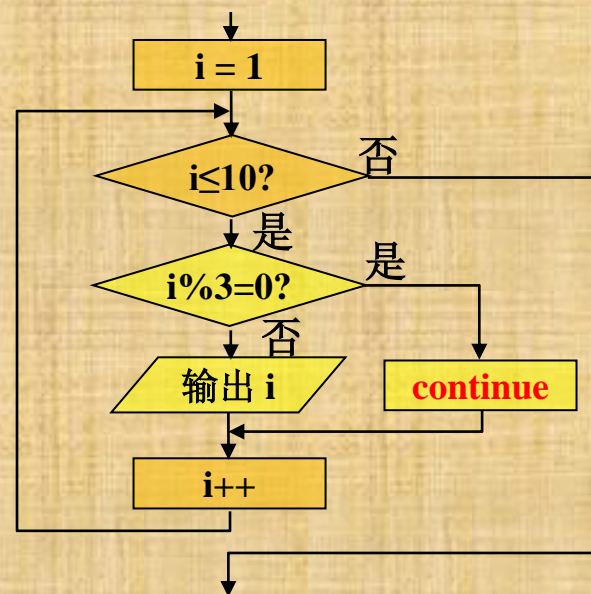 i = 1
i≤10?
否
是
i%3=0?
是
否
输出 i
continue
i++